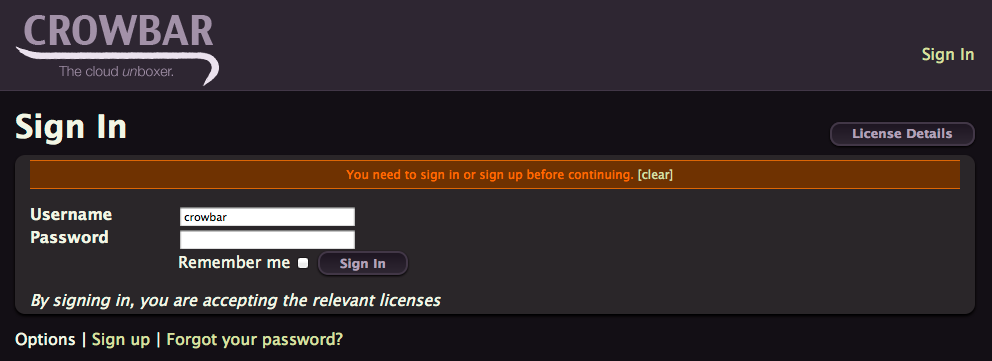 CROWBAR
The cloud unboxer.
Sign In
Sign In
License Details
You need to sign in or sign up before continuing. [clear]
Username crowbar
Password
Remember me Sign In
By signing in, you are accepting the relevant licenses
Options | Sign up | Forgot your password?